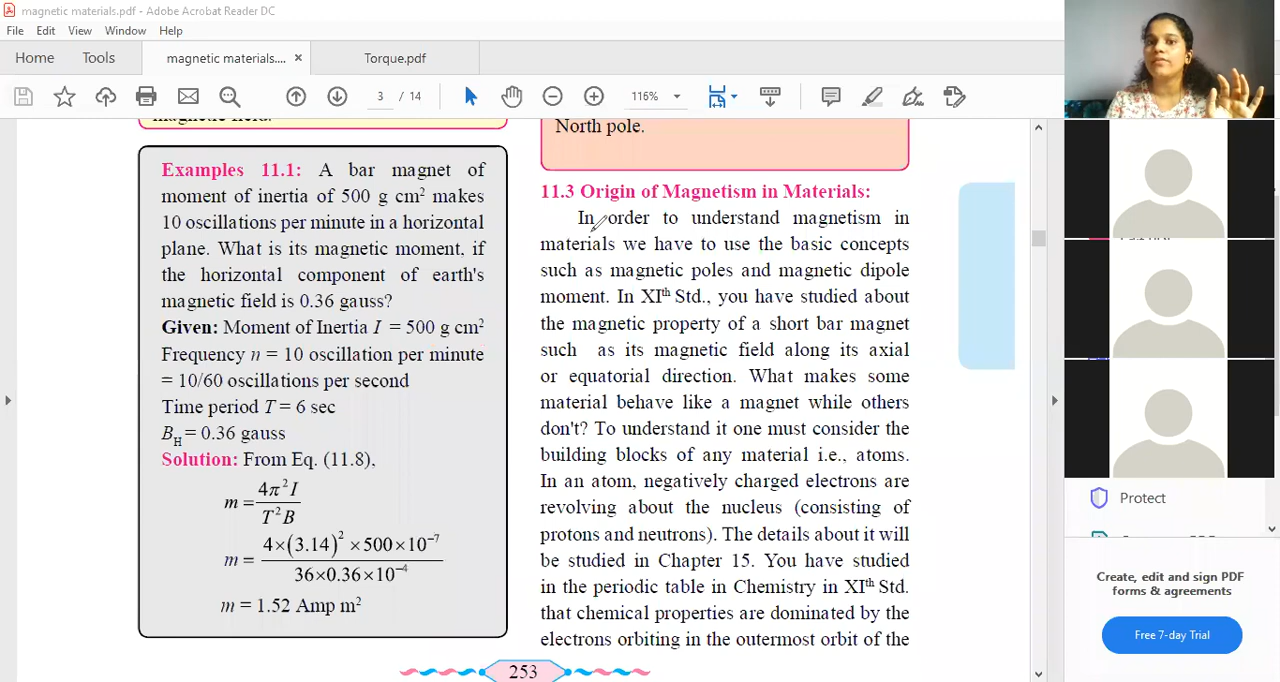 magnetic materials.pdf - Adobe Acrobat Reader DC
File Edit View Window Help
Home Tools magnetic materials.... × Torque.pdf
3 / 14 116%
North pole.
Examples 11.1: A bar magnet of
moment of inertia of 500 g cm² makes
10 oscillations per minute in a horizontal
plane. What is its magnetic moment, if
the horizontal component of earth's
magnetic field is 0.36 gauss?
Given: Moment of Inertia I = 500 g cm²
Frequency n = 10 oscillation per minute
= 10/60 oscillations per second
Time period T = 6 sec
B_H = 0.36 gauss
Solution: From Eq. (11.8),
m = 4π²I / T²B
m = 4×(3.14)²×500×10⁻⁷ / 36×0.36×10⁻⁴
m = 1.52 Amp m²
11.3 Origin of Magnetism in Materials:
In order to understand magnetism in
materials we have to use the basic concepts
such as magnetic poles and magnetic dipole
moment. In XIth Std., you have studied about
the magnetic property of a short bar magnet
such as its magnetic field along its axial
or equatorial direction. What makes some
material behave like a magnet while others
don't? To understand it one must consider the
building blocks of any material i.e., atoms.
In an atom, negatively charged electrons are
revolving about the nucleus (consisting of
protons and neutrons). The details about it will
be studied in Chapter 15. You have studied
in the periodic table in Chemistry in XIth Std.
that chemical properties are dominated by the
electrons orbiting in the outermost orbit of the
253
Protect
Create, edit and sign PDF
forms & agreements
Free 7-day Trial